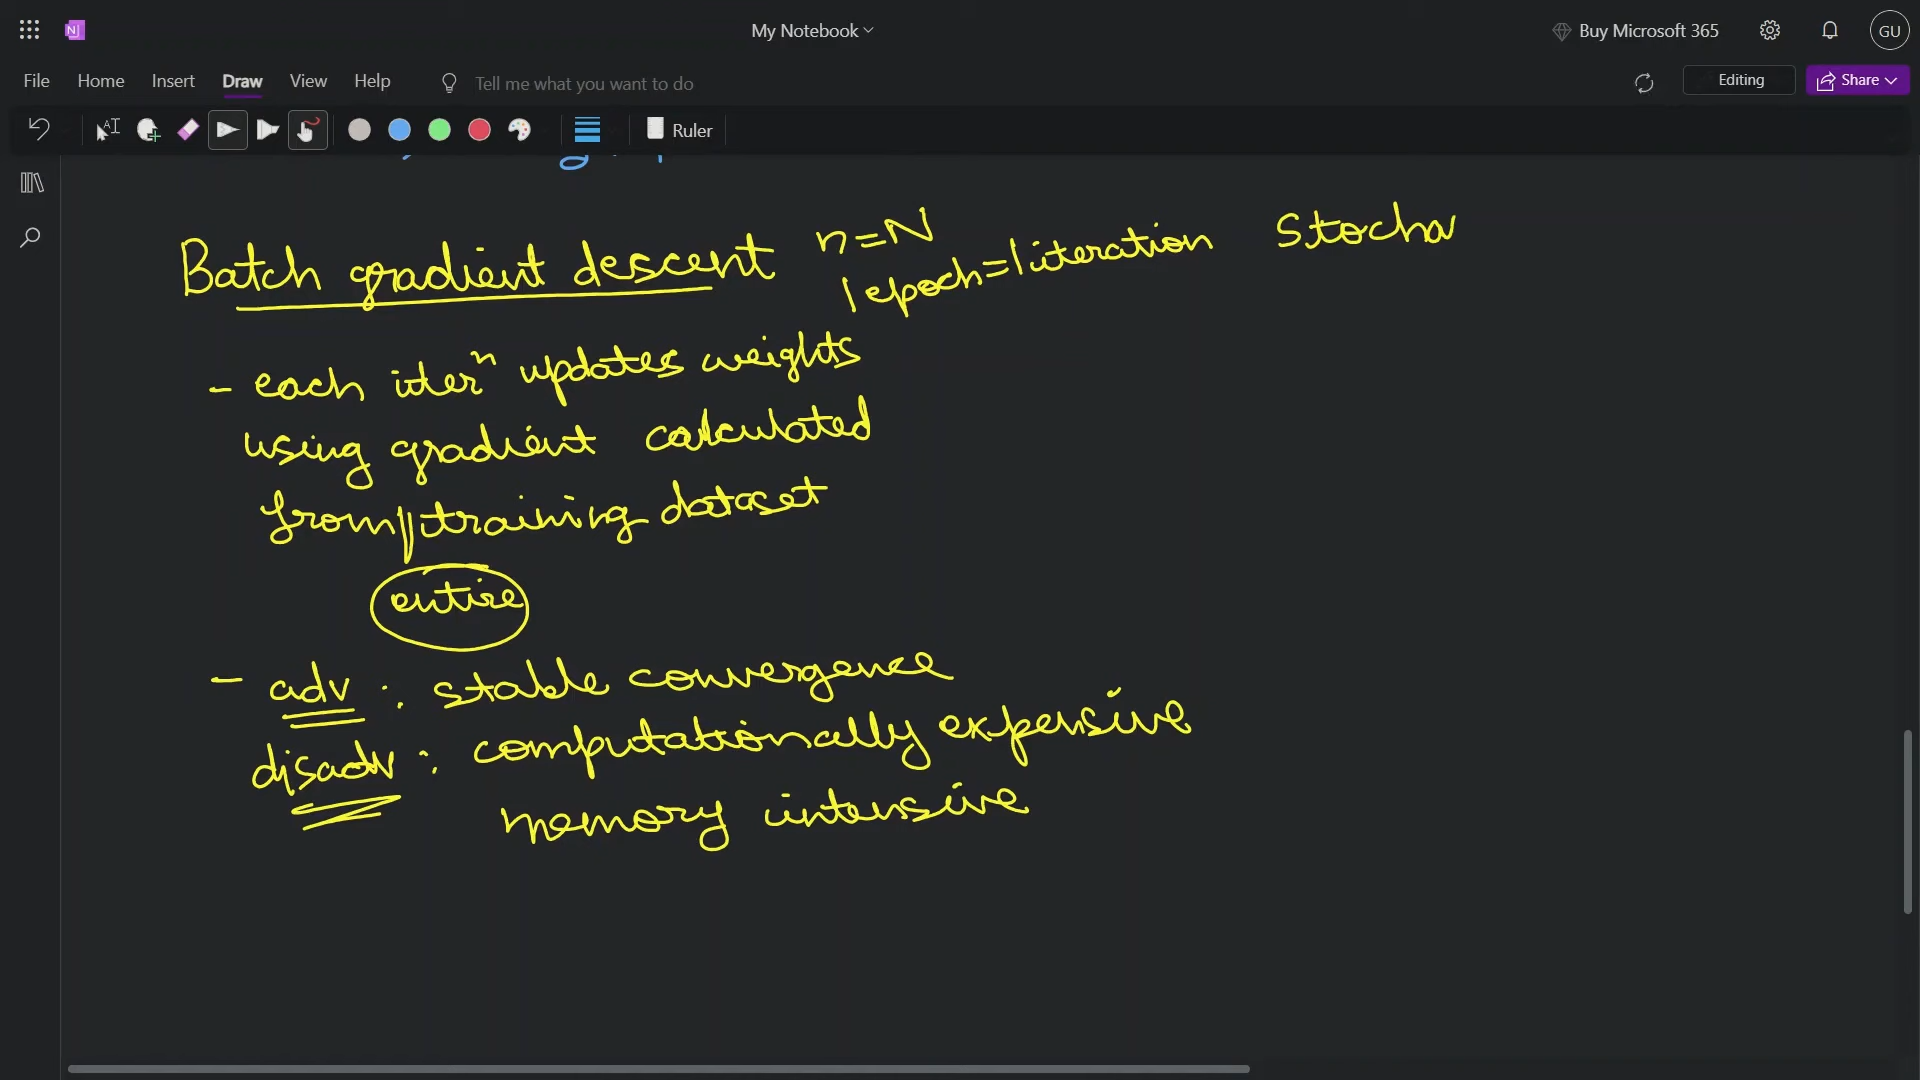 My Notebook
Buy Microsoft 365
GU
File Home Insert Draw View Help
Tell me what you want to do
Editing
Share
Ruler
Batch gradient descent n=N
1 epoch=1 iteration
Stocha
- each iterⁿ updates weights
using gradient calculated
from training dataset
entire
- adv : stable convergence
disadv : computationally expensive
memory intensive